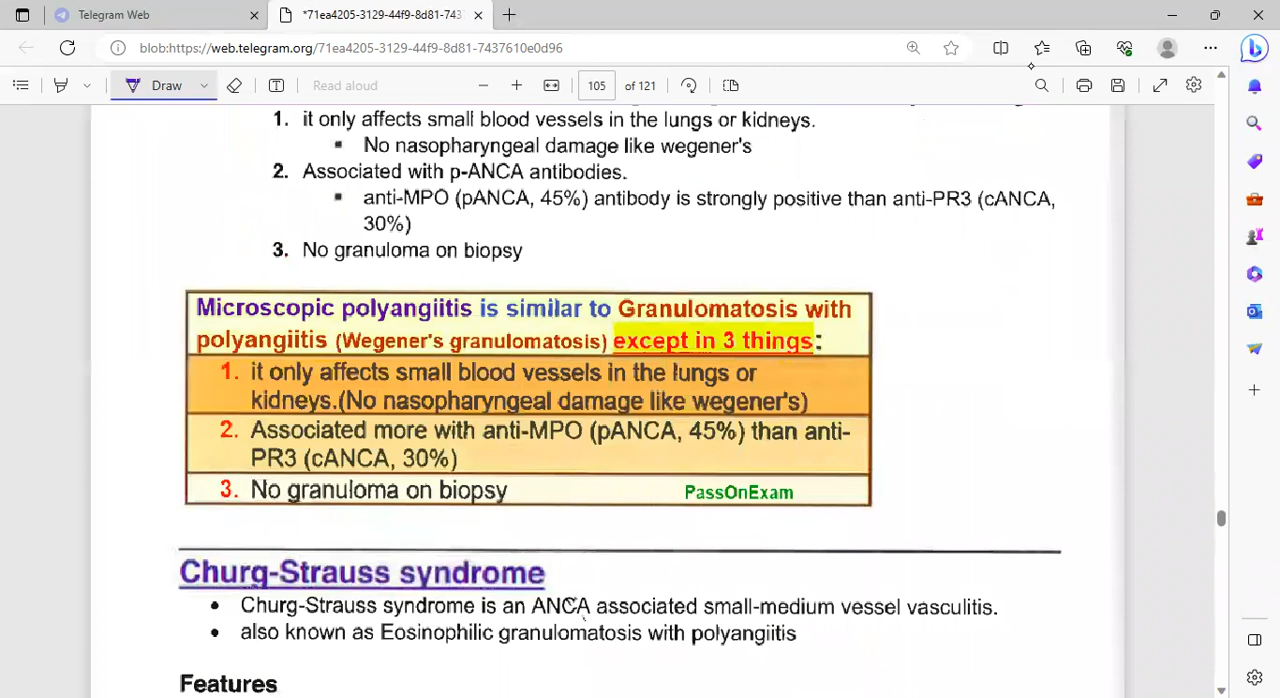 Telegram Web
*71ea4205-3129-44f9-8d81-7437
blob:https://web.telegram.org/71ea4205-3129-44f9-8d81-7437610e0d96
Draw
Read aloud
105 of 121
1. it only affects small blood vessels in the lungs or kidneys.
▪ No nasopharyngeal damage like wegener's
2. Associated with p-ANCA antibodies.
▪ anti-MPO (pANCA, 45%) antibody is strongly positive than anti-PR3 (cANCA,
30%)
3. No granuloma on biopsy
Microscopic polyangiitis is similar to Granulomatosis with
polyangiitis (Wegener's granulomatosis) except in 3 things:
1. it only affects small blood vessels in the lungs or
kidneys.(No nasopharyngeal damage like wegener's)
2. Associated more with anti-MPO (pANCA, 45%) than anti-
PR3 (cANCA, 30%)
3. No granuloma on biopsy
PassOnExam
Churg-Strauss syndrome
• Churg-Strauss syndrome is an ANCA associated small-medium vessel vasculitis.
• also known as Eosinophilic granulomatosis with polyangiitis
Features